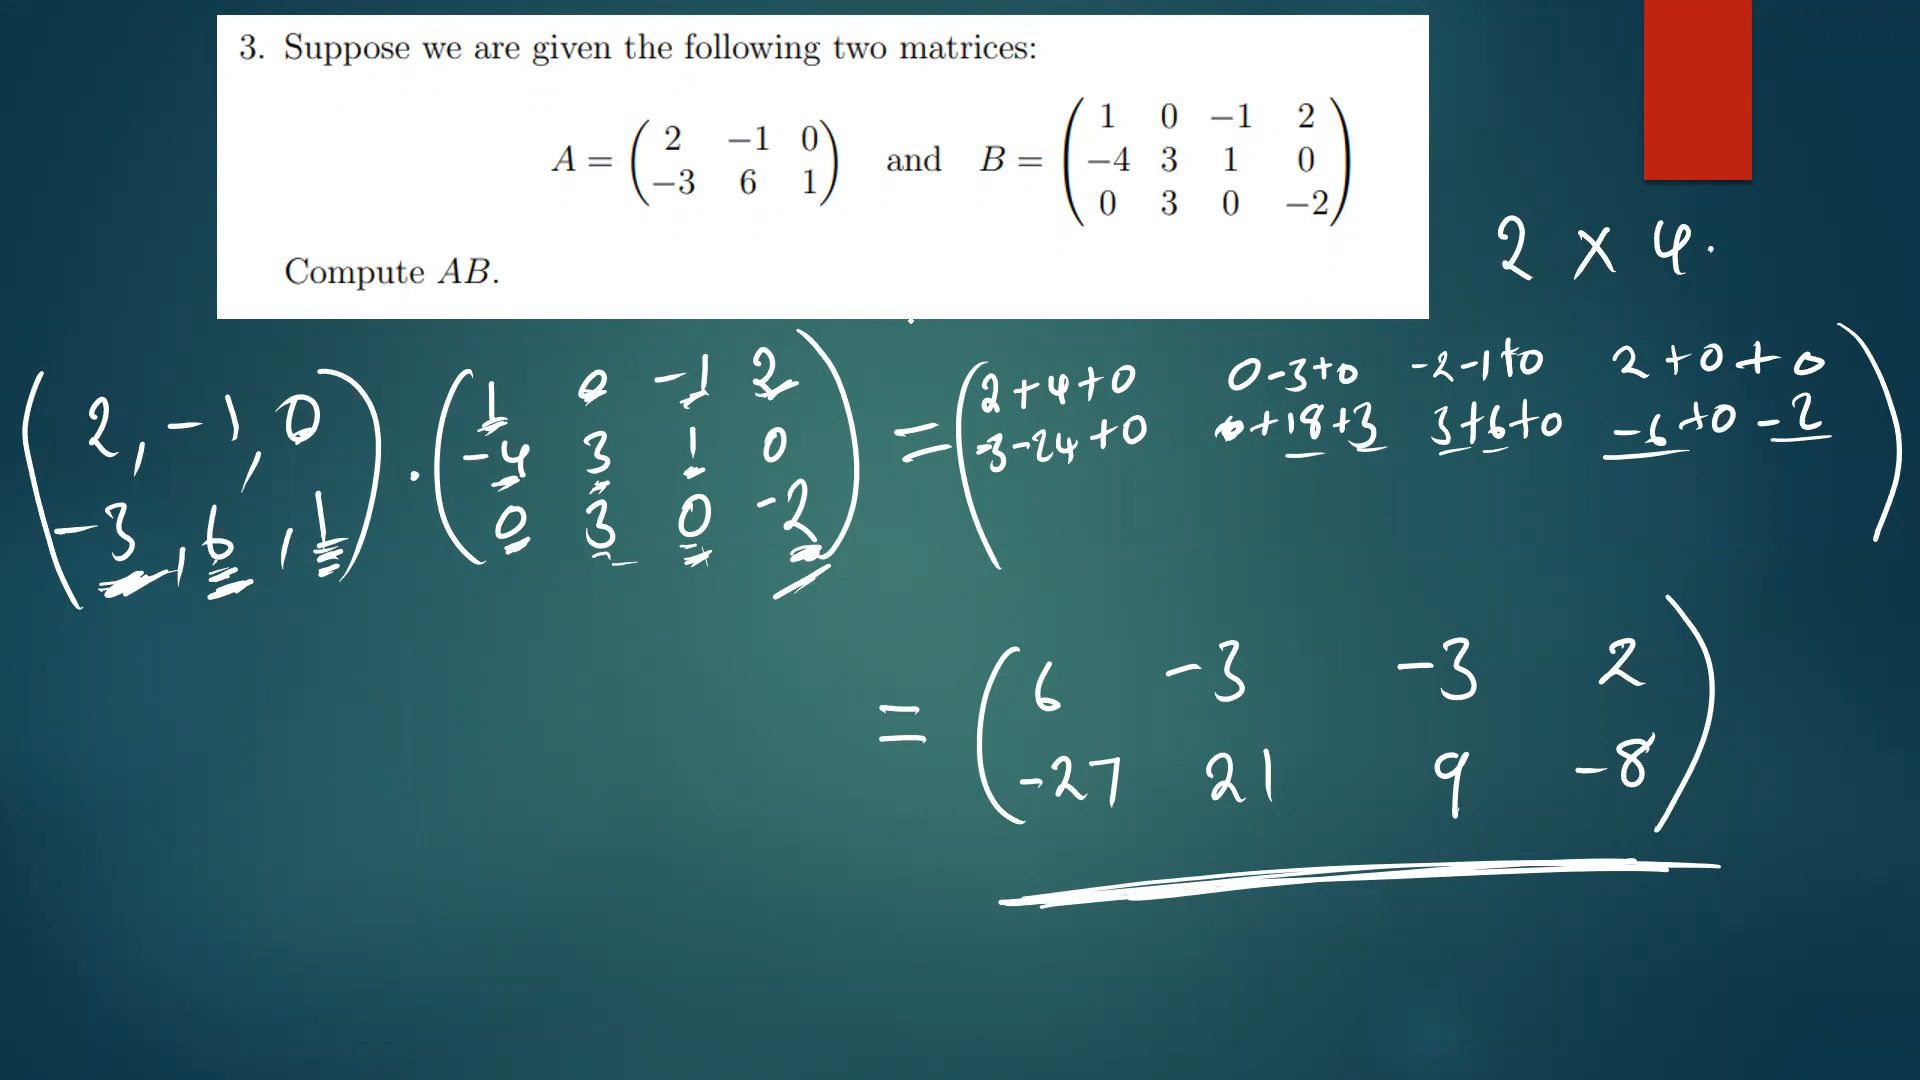 3. Suppose we are given the following two matrices:
A = ( 2 −1 0
−3 6 1 ) and B = ( 1 0 −1 2
−4 3 1 0
0 3 0 −2 )
Compute AB.
2 × 4.
( 2, -1, 0
-3, 6, 1 ) . ( 1 0 -1 2
-4 3 1 0
0 3 0 -2 ) = ( 2+4+0 0-3+0 -2-1+0 2+0+0
-3-24+0 0+18+3 3+6+0 -6+0-2 )
= ( 6 -3 -3 2
-27 21 9 -8 )